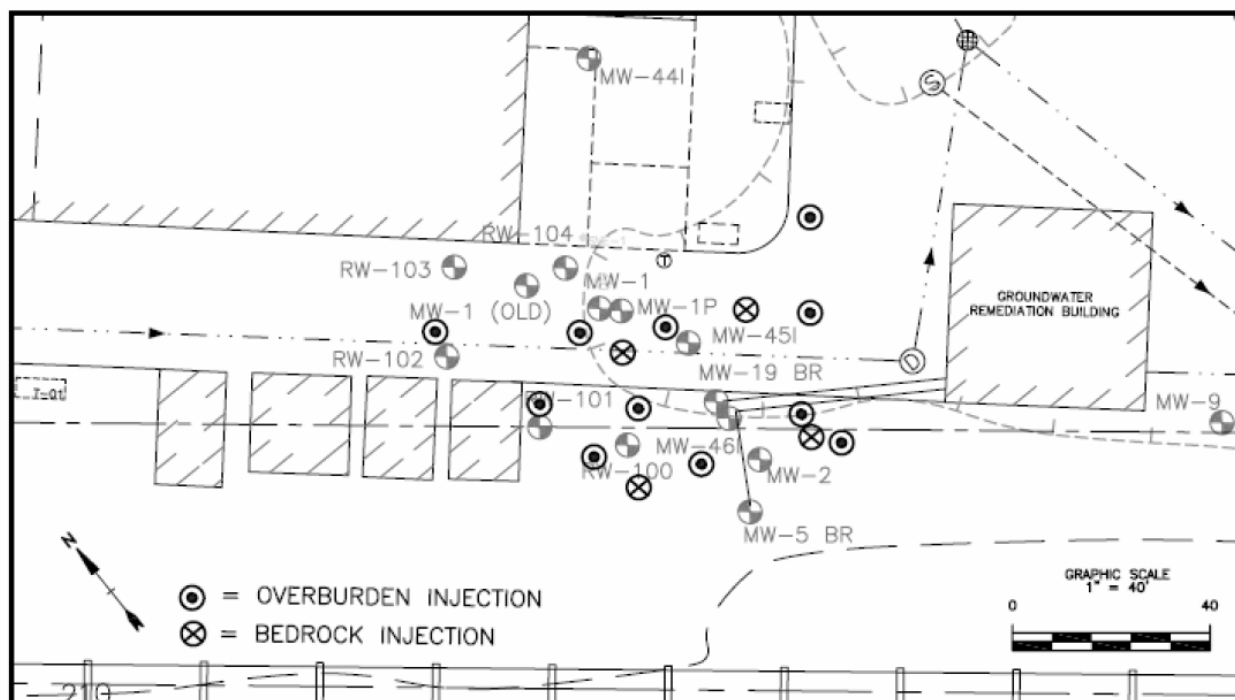 MW-44I
S
RW-104
T
RW-103
MW-1
MW-1 (OLD)
MW-1P
GROUNDWATER
REMEDIATION BUILDING
MW-45I
RW-102
D
MW-19 BR
RW-101
MW-9
MW-46I
RW-100
MW-2
MW-5 BR
N
= OVERBURDEN INJECTION
= BEDROCK INJECTION
GRAPHIC SCALE
1" = 40'
0 40
210